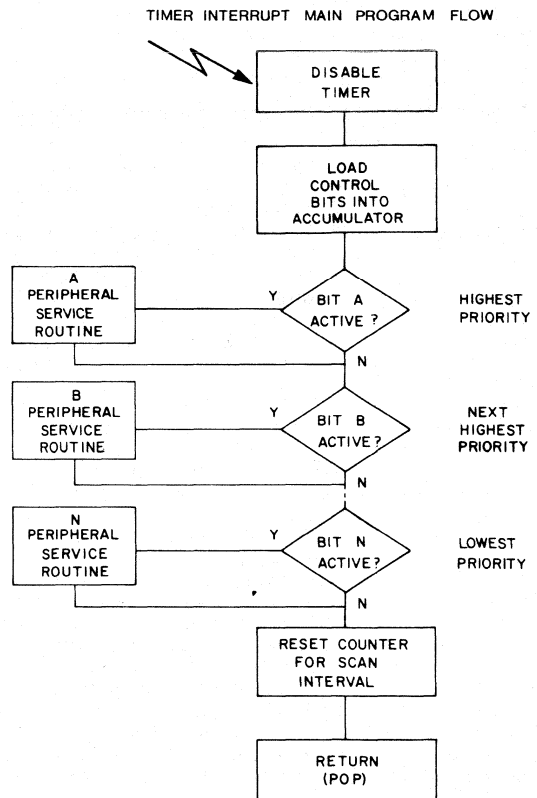 TIMER INTERRUPT MAIN PROGRAM FLOW
DISABLE
TIMER
LOAD
CONTROL
BITS INTO
ACCUMULATOR
A
PERIPHERAL
SERVICE
ROUTINE
Y
BIT A
ACTIVE ?
HIGHEST
PRIORITY
N
B
PERIPHERAL
SERVICE
ROUTINE
Y
BIT B
ACTIVE?
NEXT
HIGHEST
PRIORITY
N
N
PERIPHERAL
SERVICE
ROUTINE
Y
BIT N
ACTIVE?
LOWEST
PRIORITY
N
RESET COUNTER
FOR SCAN
INTERVAL
RETURN
(POP)